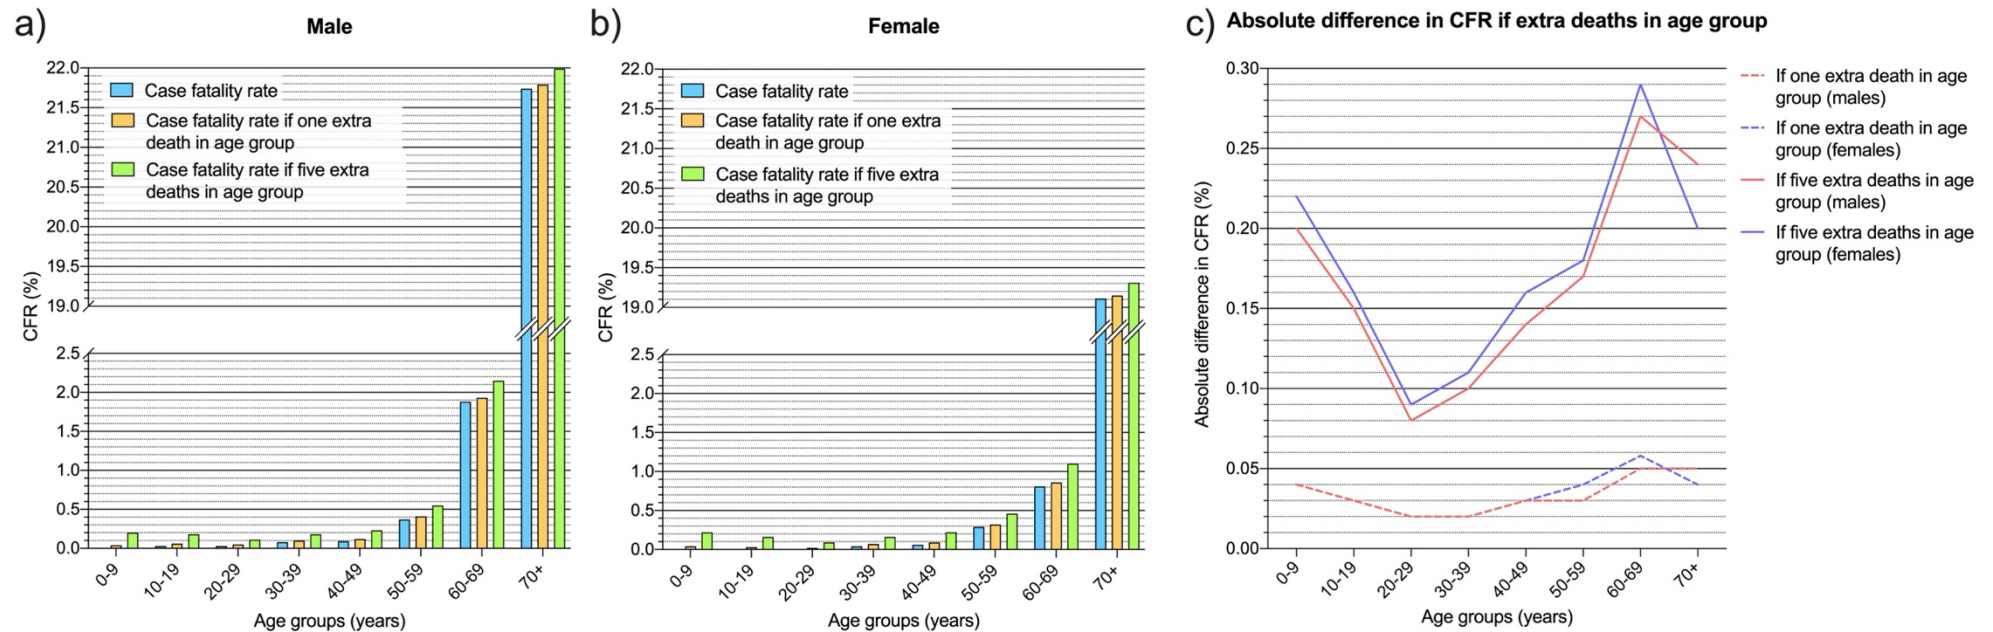 a)
Male
22.0
21.5
21.0
20.5
20.0
19.5
19.0
2.5
2.0
1.5
1.0
0.5
0.0
CFR (%)
Case fatality rate
Case fatality rate if one extra
death in age group
Case fatality rate if five extra
deaths in age group
0-9
10-19
20-29
30-39
40-49
50-59
60-69
70+
Age groups (years)
b)
Female
22.0
21.5
21.0
20.5
20.0
19.5
19.0
2.5
2.0
1.5
1.0
0.5
0.0
CFR (%)
Case fatality rate
Case fatality rate if one extra
death in age group
Case fatality rate if five extra
deaths in age group
0-9
10-19
20-29
30-39
40-49
50-59
60-69
70+
Age groups (years)
c)
Absolute difference in CFR if extra deaths in age group
0.30
0.25
0.20
0.15
0.10
0.05
0.00
Absolute difference in CFR (%)
0-9
10-19
20-29
30-39
40-49
50-59
60-69
70+
Age groups (years)
If one extra death in age
group (males)
If one extra death in age
group (females)
If five extra deaths in age
group (males)
If five extra deaths in age
group (females)